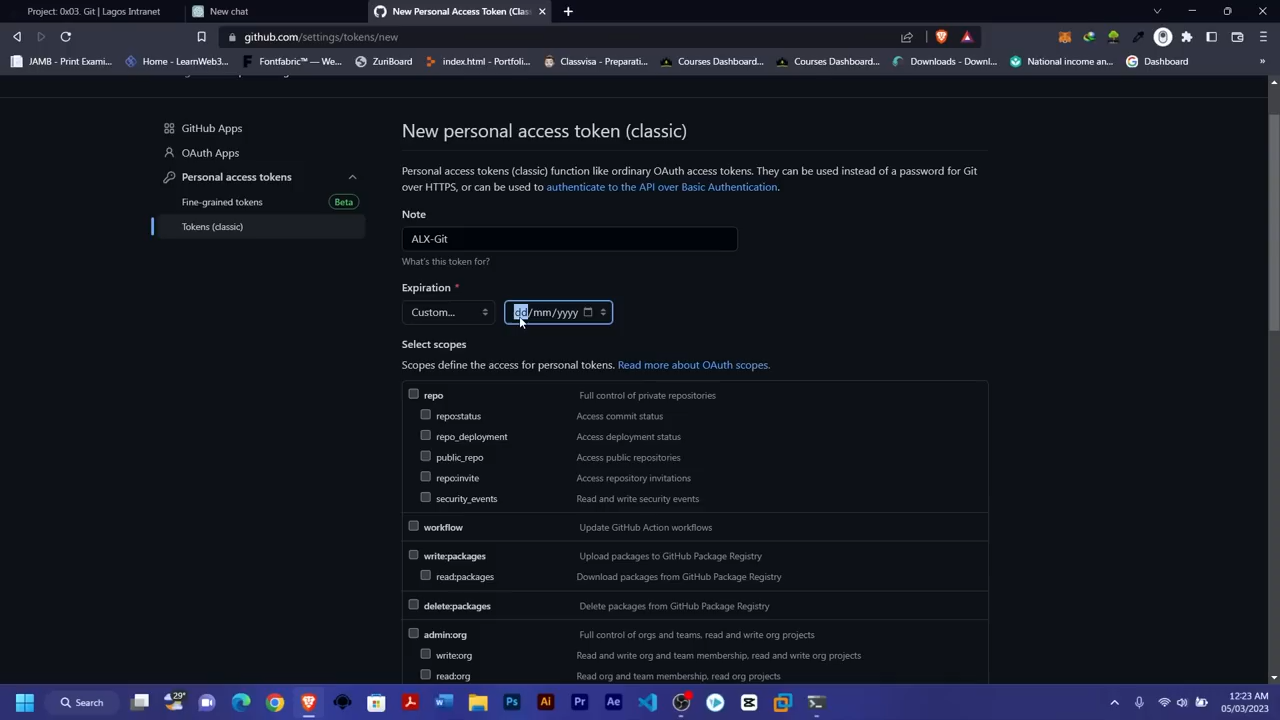 Project: 0x03. Git | Lagos Intranet
New chat
New Personal Access Token (Clas
github.com/settings/tokens/new
JAMB - Print Exami...
Home - LearnWeb3...
Fontfabric™ — We...
ZunBoard
index.html - Portfoli...
Classvisa - Preparati...
Courses Dashboard...
Courses Dashboard...
Downloads - Downl...
National income an...
Dashboard
GitHub Apps
OAuth Apps
Personal access tokens
Fine-grained tokens
Beta
Tokens (classic)
New personal access token (classic)
Personal access tokens (classic) function like ordinary OAuth access tokens. They can be used instead of a password for Git
over HTTPS, or can be used to authenticate to the API over Basic Authentication.
Note
ALX-Git
What's this token for?
Expiration *
Custom...
dd/mm/yyyy
Select scopes
Scopes define the access for personal tokens. Read more about OAuth scopes.
repo Full control of private repositories
repo:status Access commit status
repo_deployment Access deployment status
public_repo Access public repositories
repo:invite Access repository invitations
security_events Read and write security events
workflow Update GitHub Action workflows
write:packages Upload packages to GitHub Package Registry
read:packages Download packages from GitHub Package Registry
delete:packages Delete packages from GitHub Package Registry
admin:org Full control of orgs and teams, read and write org projects
write:org Read and write org and team membership, read and write org projects
read:org Read org and team membership, read org projects
Search
29°
12:23 AM
05/03/2023